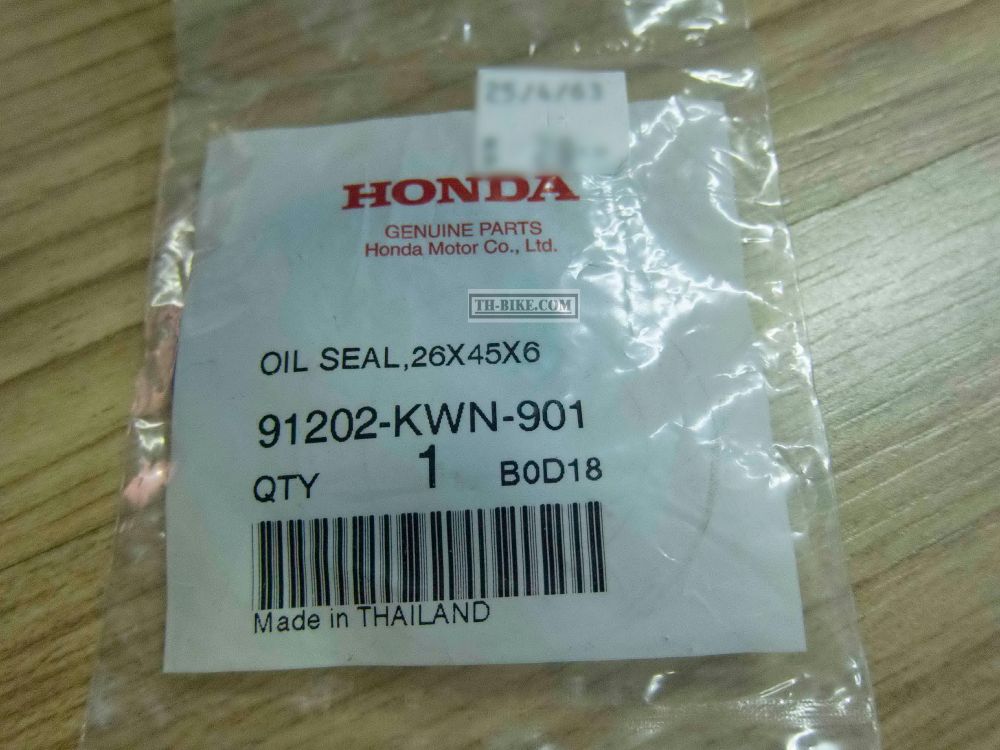 25/4/63
HONDA
GENUINE PARTS
Honda Motor Co., Ltd.
TH-BIKE.COM
OIL SEAL,26X45X6
91202-KWN-901
QTY 1 B0D18
Made in THAILAND